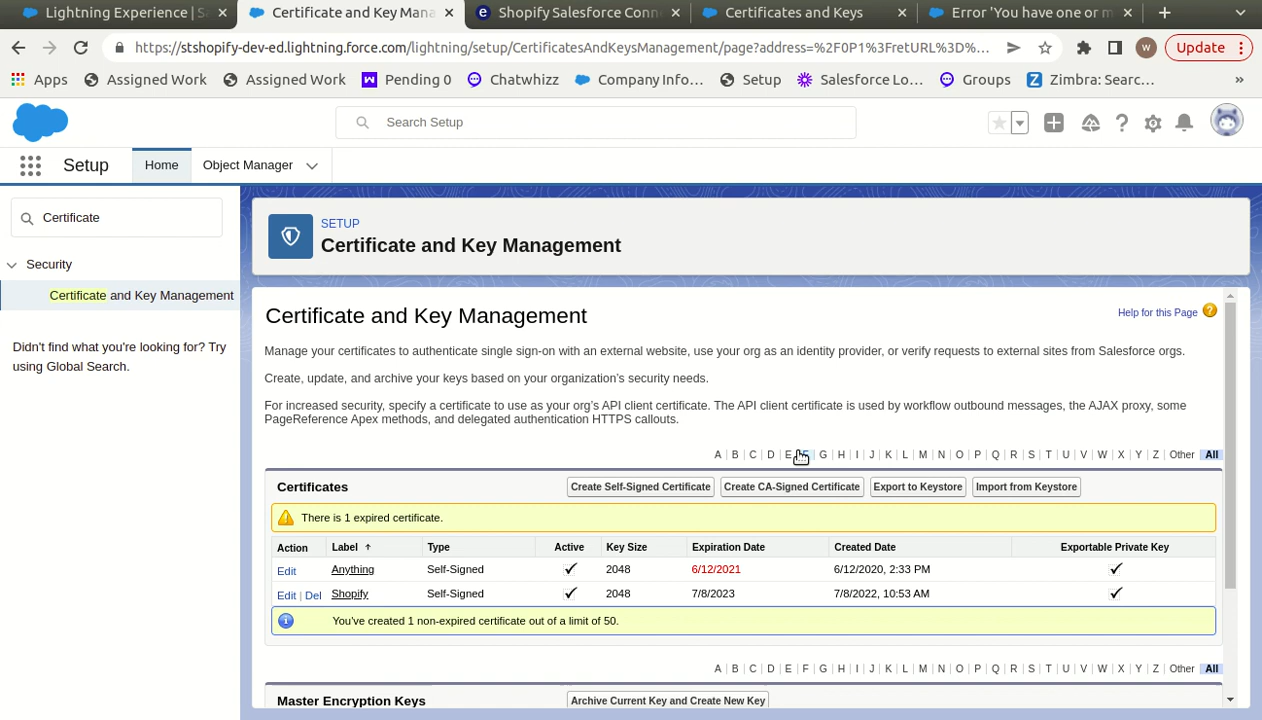 Lightning Experience | S
Certificate and Key Mana
Shopify Salesforce Conn
Certificates and Keys
Error 'You have one or m
https://stshopify-dev-ed.lightning.force.com/lightning/setup/CertificatesAndKeysManagement/page?address=%2F0P1%3FretURL%3D%...
W
Update
Apps
Assigned Work
Assigned Work
Pending 0
Chatwhizz
Company Info...
Setup
Salesforce Lo...
Groups
Zimbra: Searc...
»
Search Setup
Setup
Home
Object Manager
Certificate
Security
Certificate and Key Management
Didn't find what you're looking for? Try
using Global Search.
SETUP
Certificate and Key Management
Certificate and Key Management
Help for this Page
Manage your certificates to authenticate single sign-on with an external website, use your org as an identity provider, or verify requests to external sites from Salesforce orgs.
Create, update, and archive your keys based on your organization's security needs.
For increased security, specify a certificate to use as your org's API client certificate. The API client certificate is used by workflow outbound messages, the AJAX proxy, some
PageReference Apex methods, and delegated authentication HTTPS callouts.
A | B | C | D | E | F | G | H | I | J | K | L | M | N | O | P | Q | R | S | T | U | V | W | X | Y | Z | Other | All
Certificates
Create Self-Signed Certificate
Create CA-Signed Certificate
Export to Keystore
Import from Keystore
There is 1 expired certificate.
Action Label Type Active Key Size Expiration Date Created Date Exportable Private Key
Edit Anything Self-Signed 2048 6/12/2021 6/12/2020, 2:33 PM
Edit | Del Shopify Self-Signed 2048 7/8/2023 7/8/2022, 10:53 AM
You've created 1 non-expired certificate out of a limit of 50.
A | B | C | D | E | F | G | H | I | J | K | L | M | N | O | P | Q | R | S | T | U | V | W | X | Y | Z | Other | All
Master Encryption Keys
Archive Current Key and Create New Key